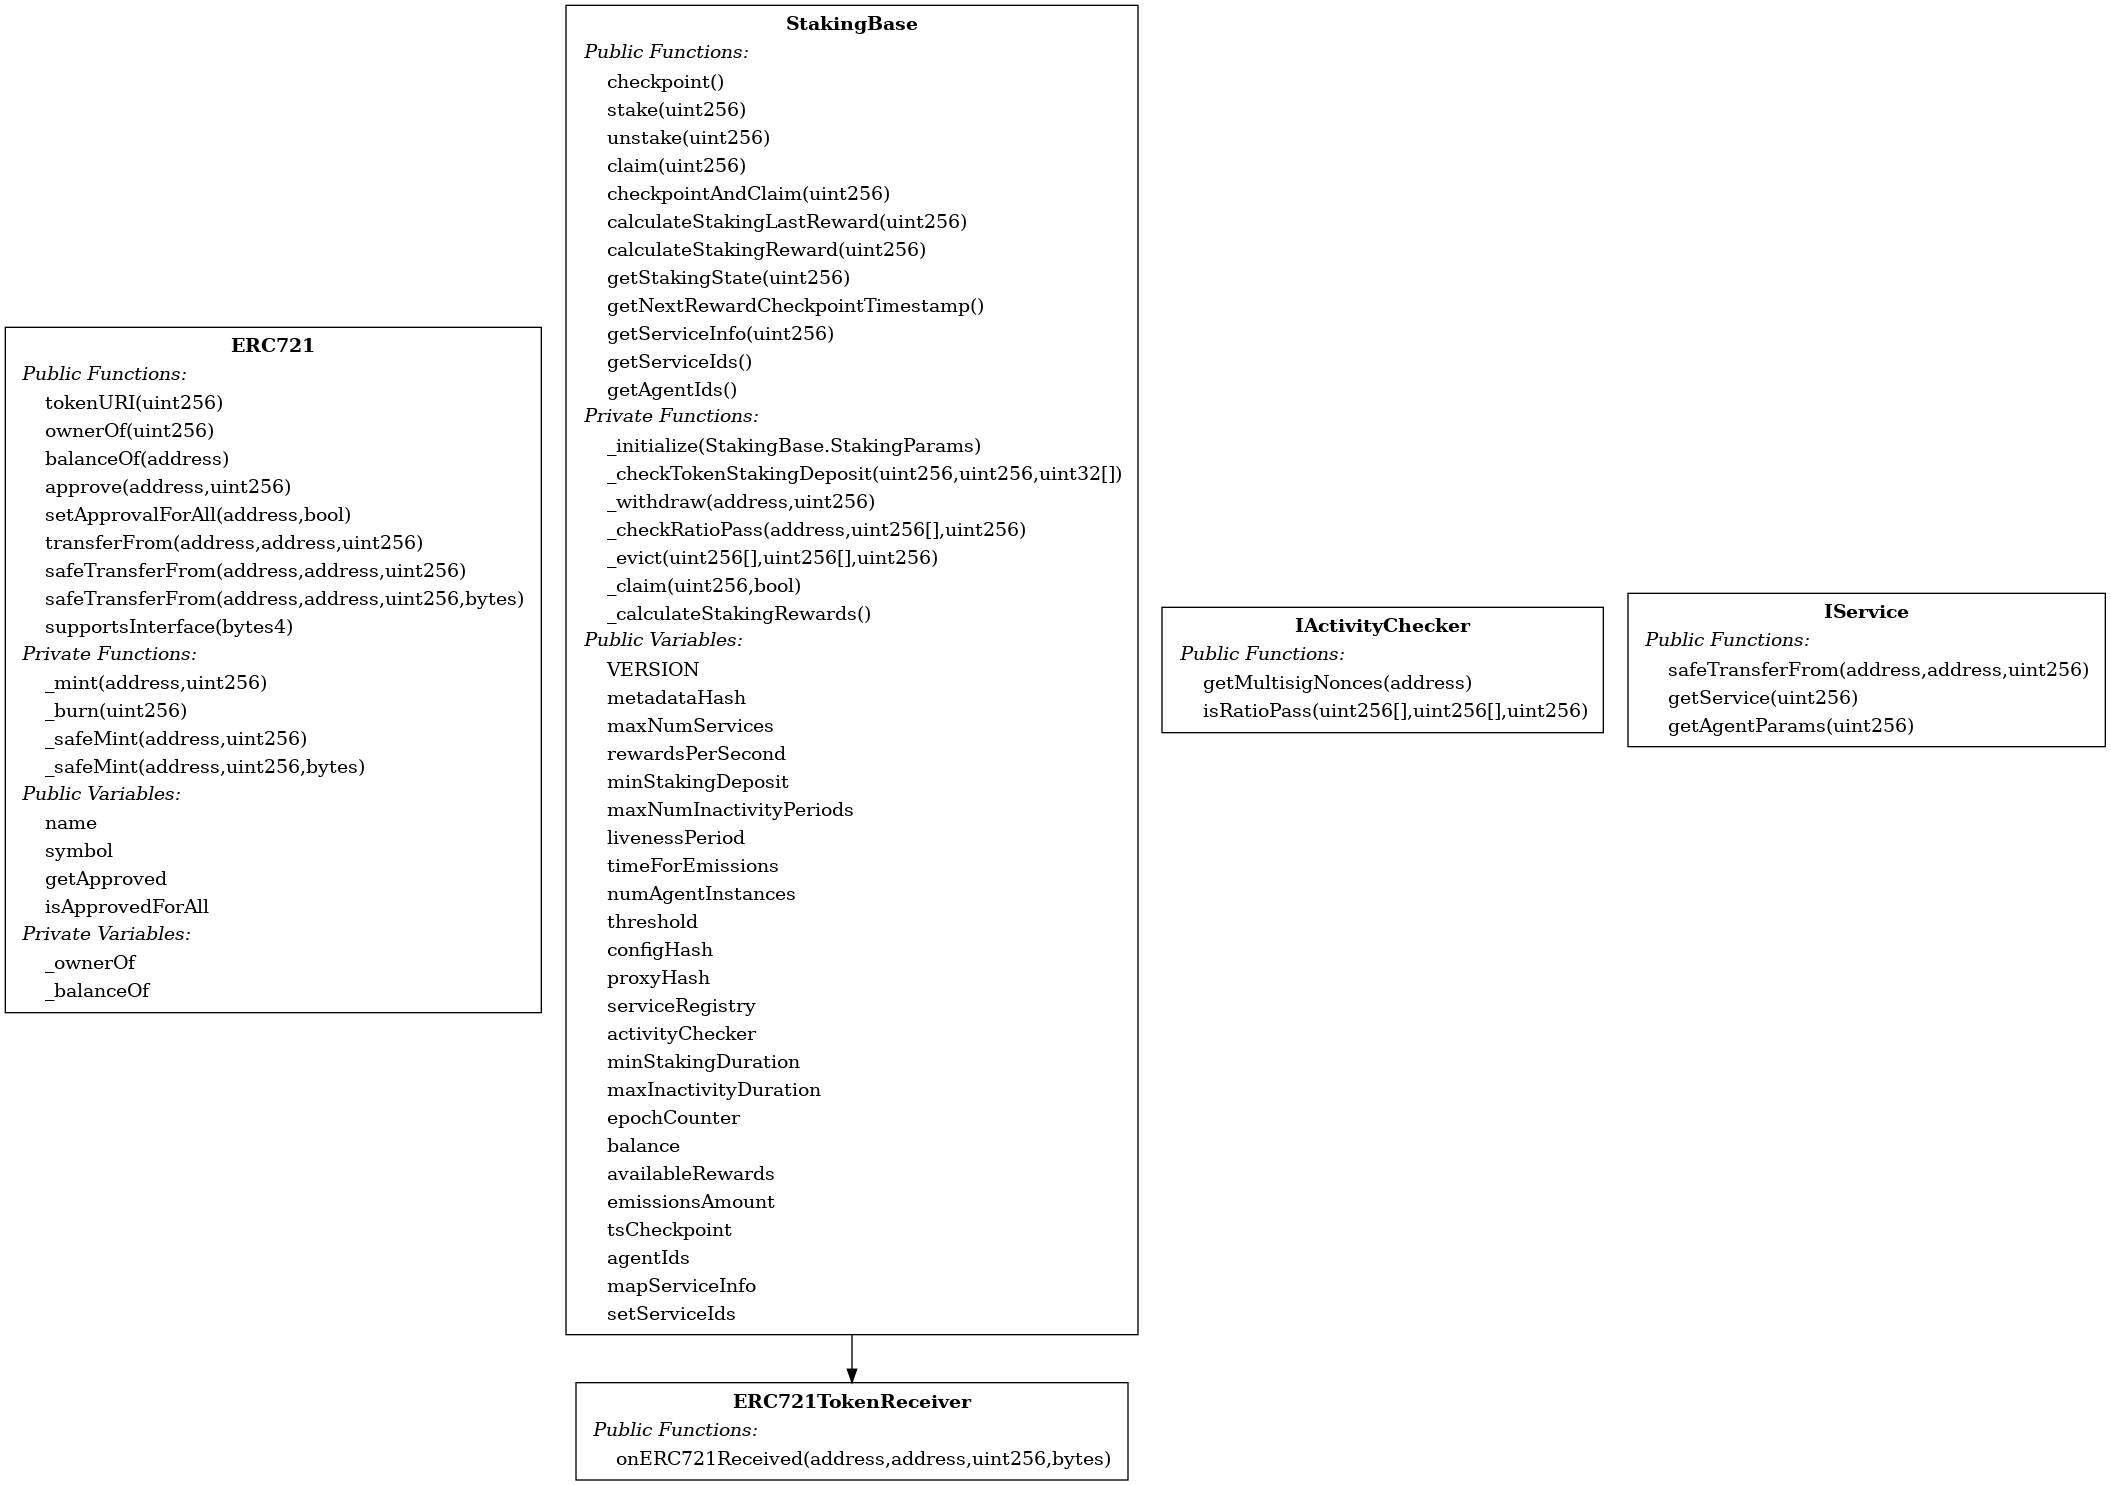 ERC721
Public Functions:
tokenURI(uint256)
ownerOf(uint256)
balanceOf(address)
approve(address,uint256)
setApprovalForAll(address,bool)
transferFrom(address,address,uint256)
safeTransferFrom(address,address,uint256)
safeTransferFrom(address,address,uint256,bytes)
supportsInterface(bytes4)
Private Functions:
_mint(address,uint256)
_burn(uint256)
_safeMint(address,uint256)
_safeMint(address,uint256,bytes)
Public Variables:
name
symbol
getApproved
isApprovedForAll
Private Variables:
_ownerOf
_balanceOf
StakingBase
Public Functions:
checkpoint()
stake(uint256)
unstake(uint256)
claim(uint256)
checkpointAndClaim(uint256)
calculateStakingLastReward(uint256)
calculateStakingReward(uint256)
getStakingState(uint256)
getNextRewardCheckpointTimestamp()
getServiceInfo(uint256)
getServiceIds()
getAgentIds()
Private Functions:
_initialize(StakingBase.StakingParams)
_checkTokenStakingDeposit(uint256,uint256,uint32[])
_withdraw(address,uint256)
_checkRatioPass(address,uint256[],uint256)
_evict(uint256[],uint256[],uint256)
_claim(uint256,bool)
_calculateStakingRewards()
Public Variables:
VERSION
metadataHash
maxNumServices
rewardsPerSecond
minStakingDeposit
maxNumInactivityPeriods
livenessPeriod
timeForEmissions
numAgentInstances
threshold
configHash
proxyHash
serviceRegistry
activityChecker
minStakingDuration
maxInactivityDuration
epochCounter
balance
availableRewards
emissionsAmount
tsCheckpoint
agentIds
mapServiceInfo
setServiceIds
ERC721TokenReceiver
Public Functions:
onERC721Received(address,address,uint256,bytes)
IActivityChecker
Public Functions:
getMultisigNonces(address)
isRatioPass(uint256[],uint256[],uint256)
IService
Public Functions:
safeTransferFrom(address,address,uint256)
getService(uint256)
getAgentParams(uint256)